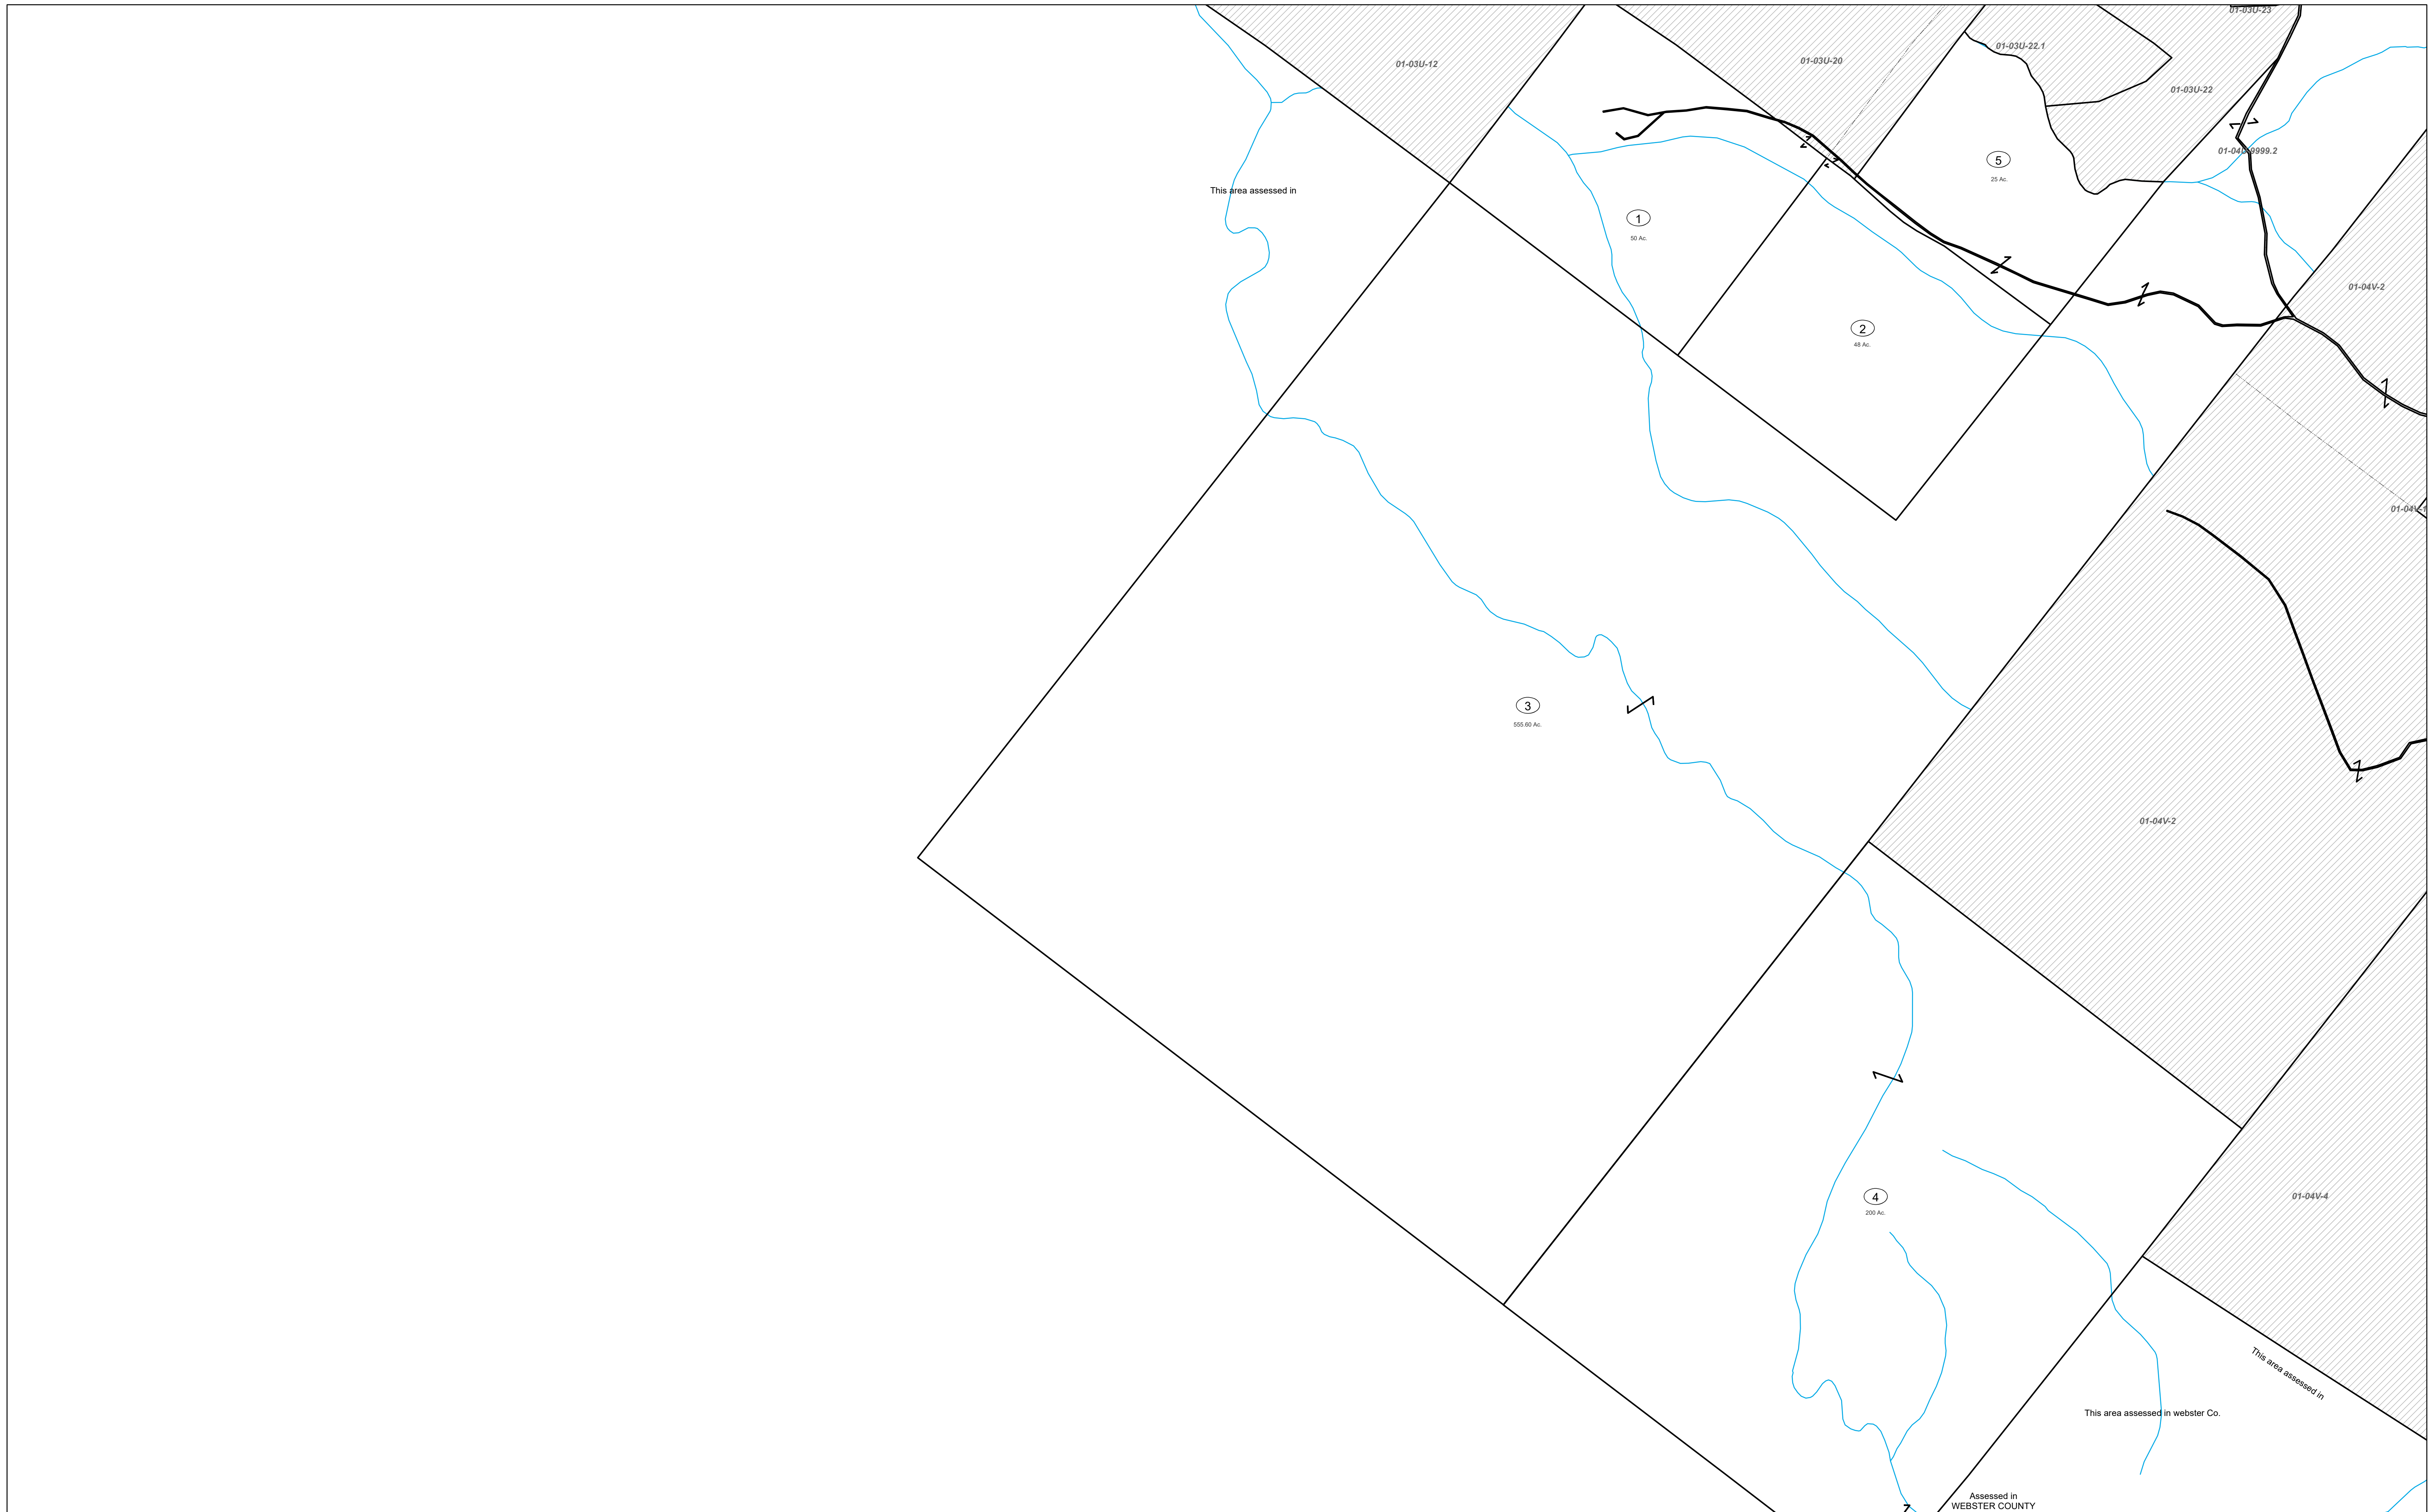 01-03U-23
01-03U-22.1
01-03U-12
01-03U-20
01-03U-22
5
25 Ac.
This area assessed in
1
50 Ac.
01-04V-2
2
48 Ac.
3
555.60 Ac.
01-04V-2
4
200 Ac.
01-04V-4
This area assessed in
This area assessed in webster Co.
Assessed in
WEBSTER COUNTY